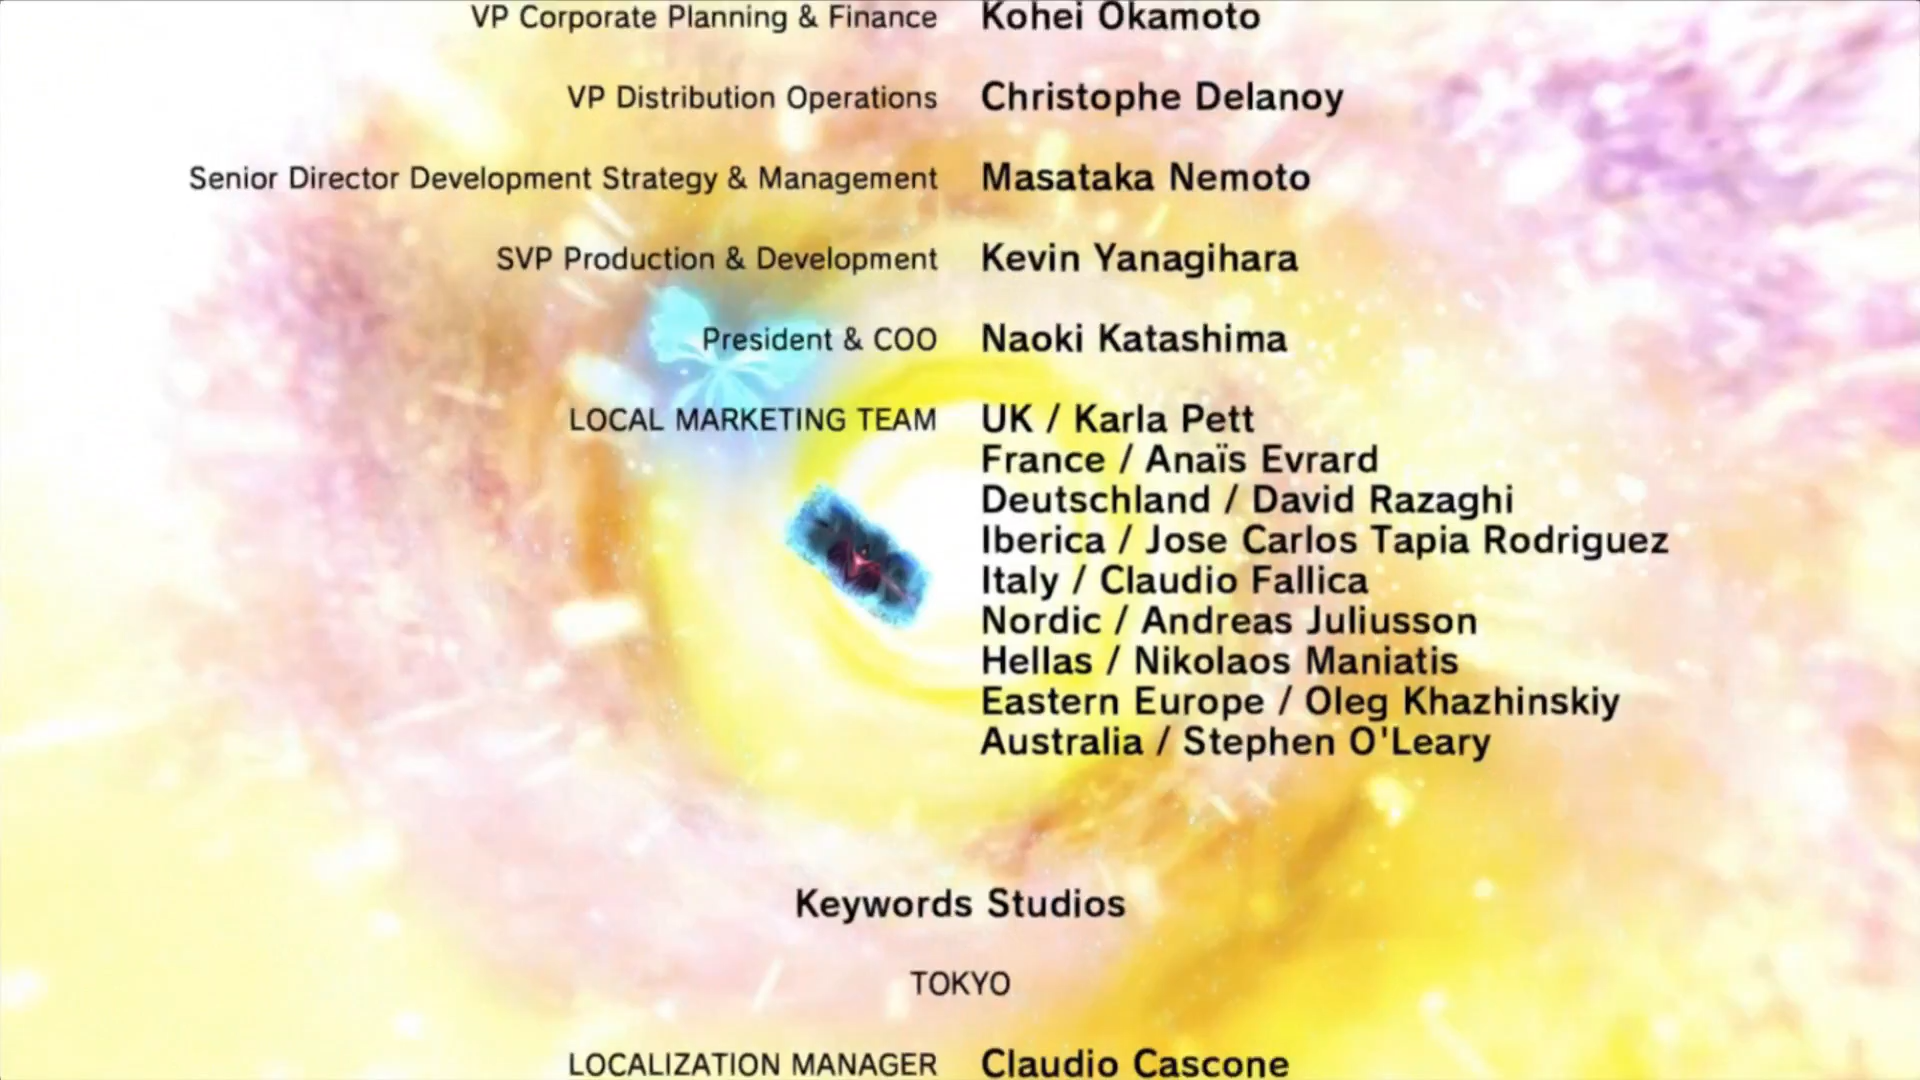 VP Corporate Planning & Finance Kohei Okamoto
VP Distribution Operations Christophe Delanoy
Senior Director Development Strategy & Management Masataka Nemoto
SVP Production & Development Kevin Yanagihara
President & COO Naoki Katashima
LOCAL MARKETING TEAM UK / Karla Pett
France / Anaïs Evrard
Deutschland / David Razaghi
Iberica / Jose Carlos Tapia Rodriguez
Italy / Claudio Fallica
Nordic / Andreas Juliusson
Hellas / Nikolaos Maniatis
Eastern Europe / Oleg Khazhinskiy
Australia / Stephen O'Leary
Keywords Studios
TOKYO
LOCALIZATION MANAGER Claudio Cascone